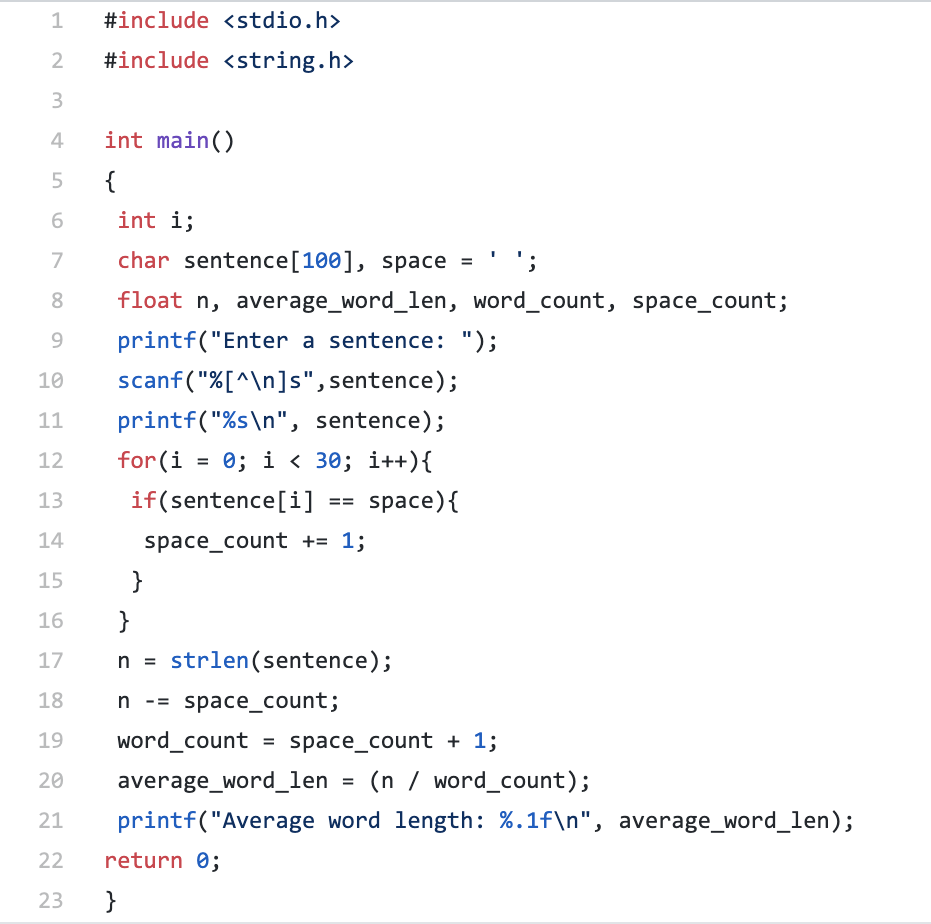 1 #include <stdio.h>
2 #include <string.h>
3
4 int main()
5 {
6  int i;
7  char sentence[100], space = ' ';
8  float n, average_word_len, word_count, space_count;
9  printf("Enter a sentence: ");
10  scanf("%[^\n]s",sentence);
11  printf("%s\n", sentence);
12  for(i = 0; i < 30; i++){
13   if(sentence[i] == space){
14    space_count += 1;
15   }
16  }
17  n = strlen(sentence);
18  n -= space_count;
19  word_count = space_count + 1;
20  average_word_len = (n / word_count);
21  printf("Average word length: %.1f\n", average_word_len);
22 return 0;
23 }